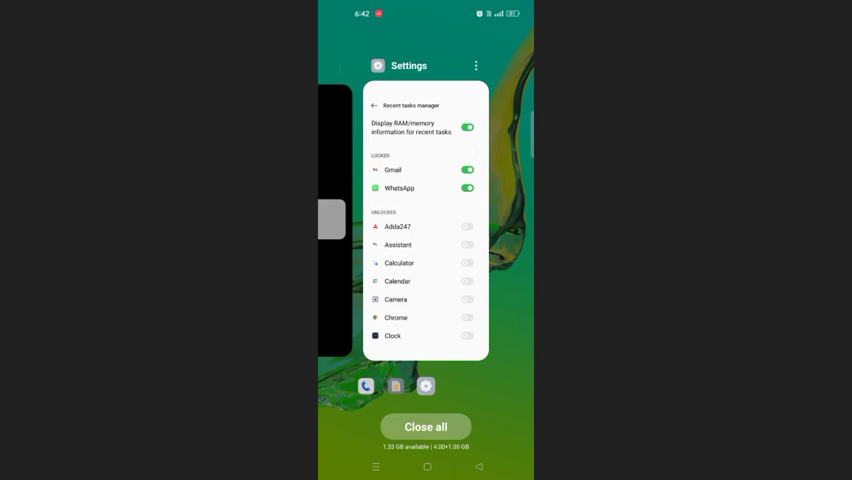 6:42
Settings
Recent tasks manager
Display RAM/memory
information for recent tasks
LOCKED
Gmail
WhatsApp
UNLOCKED
Adda247
Assistant
Calculator
Calendar
Camera
Chrome
Clock
Close all
1.33 GB available | 4.00+1.00 GB